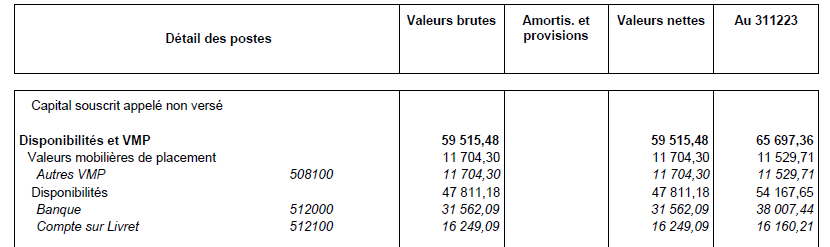 Détail des postes Valeurs brutes Amortis. et provisions Valeurs nettes Au 311223
Capital souscrit appelé non versé
Disponibilités et VMP 59 515,48 59 515,48 65 697,36
Valeurs mobilières de placement 11 704,30 11 704,30 11 529,71
Autres VMP 508100 11 704,30 11 704,30 11 529,71
Disponibilités 47 811,18 47 811,18 54 167,65
Banque 512000 31 562,09 31 562,09 38 007,44
Compte sur Livret 512100 16 249,09 16 249,09 16 160,21